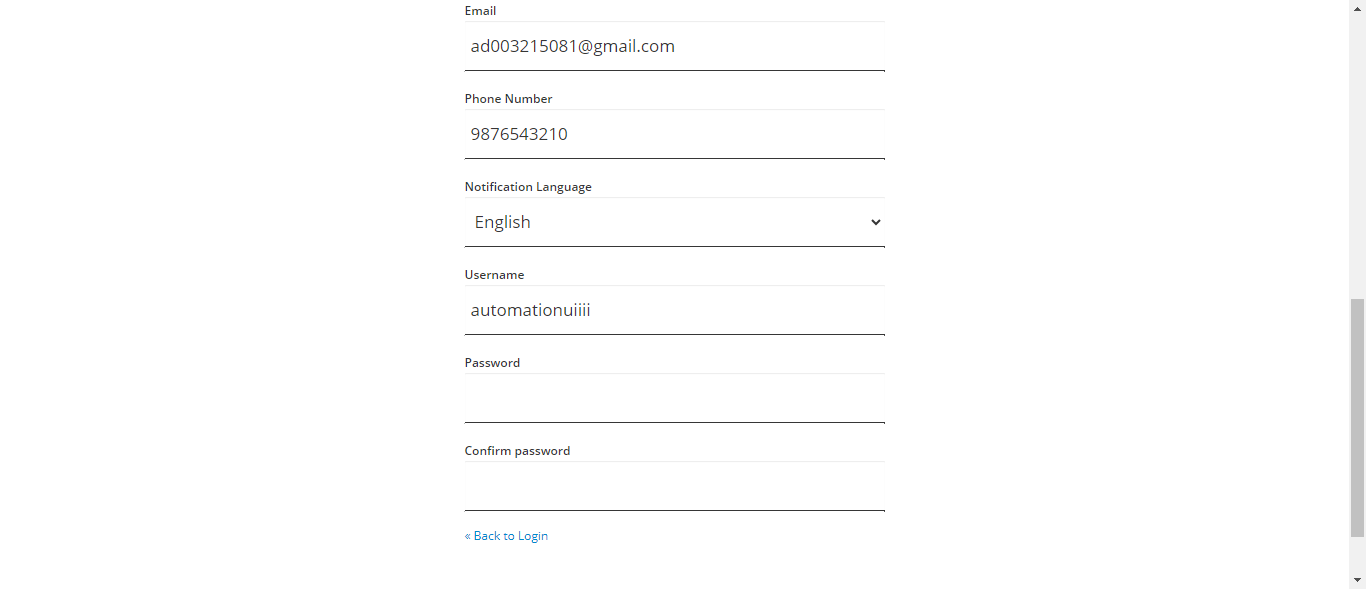 Email
ad003215081@gmail.com
Phone Number
9876543210
Notification Language
English
Username
automationuiiii
Password
Confirm password
« Back to Login